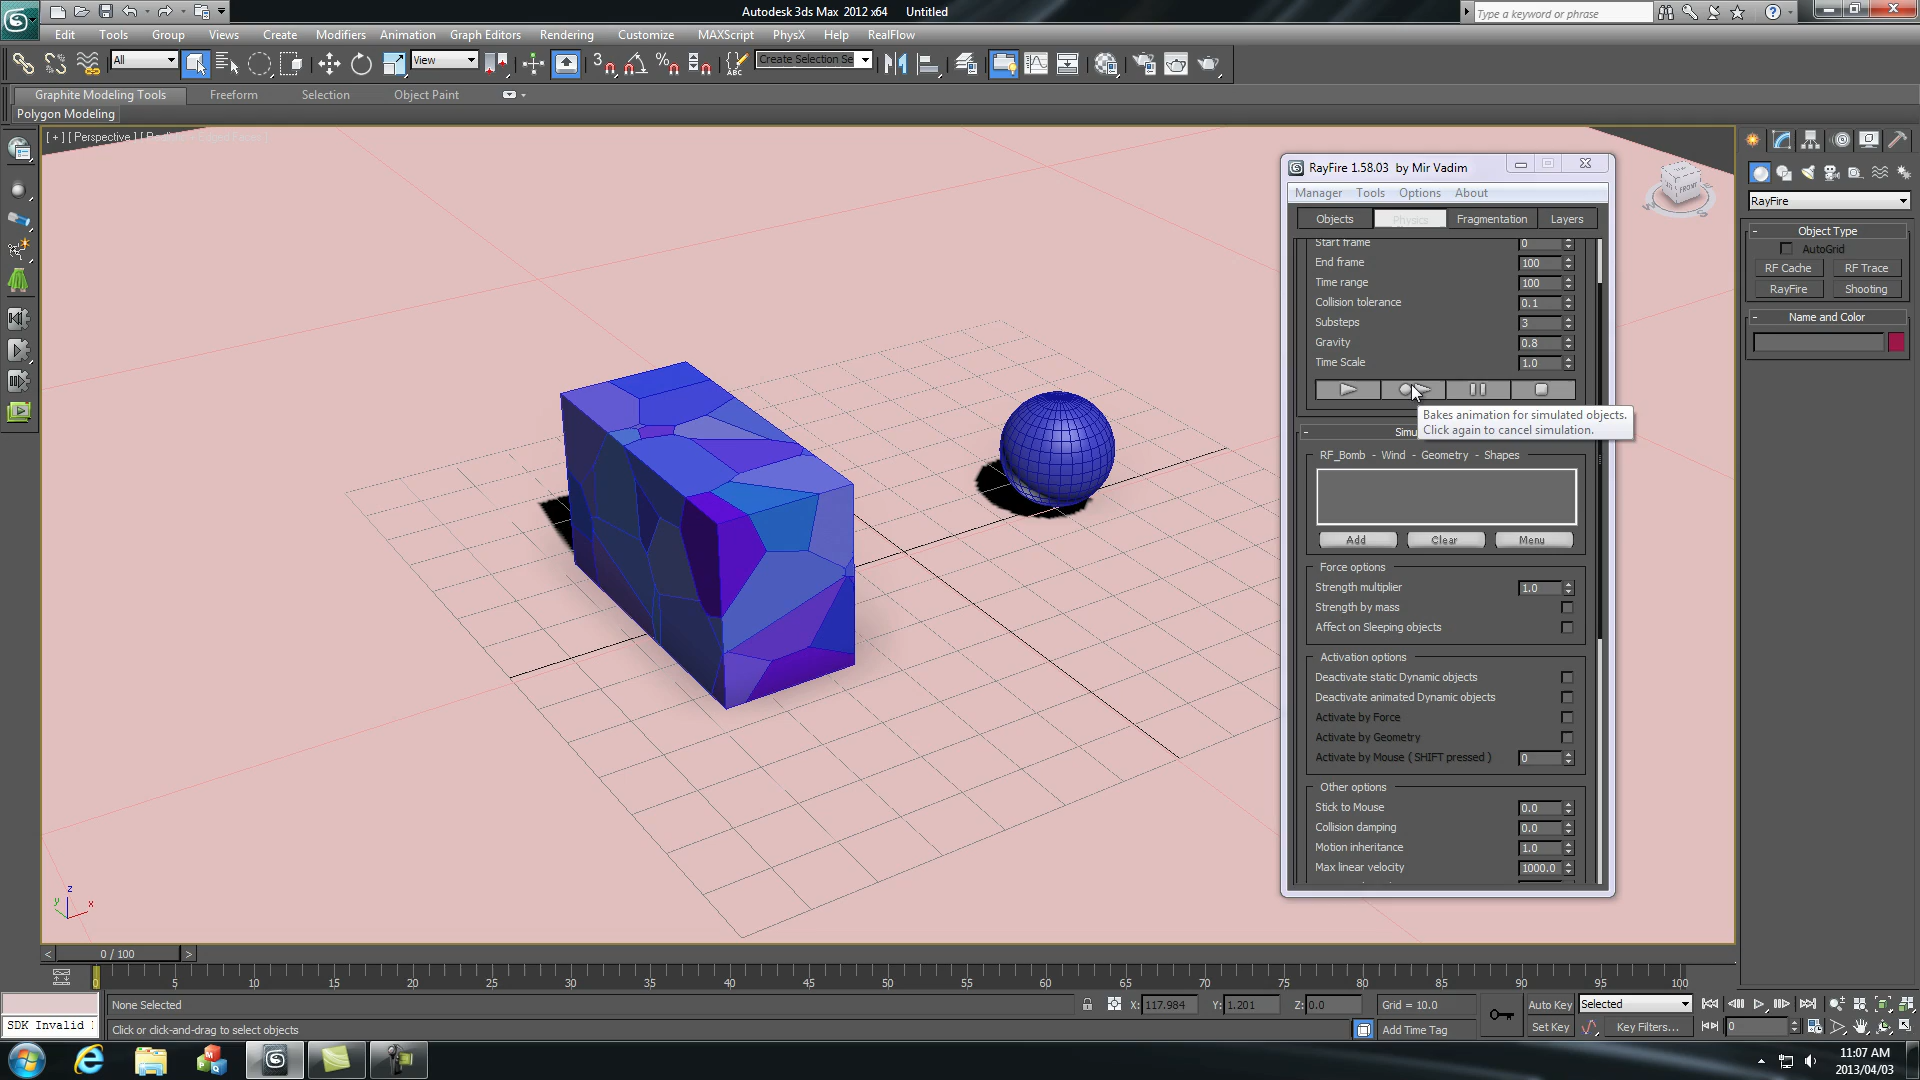 Autodesk 3ds Max 2012 x64 Untitled
Type a keyword or phrase
Edit Tools Group Views Create Modifiers Animation Graph Editors Rendering Customize MAXScript PhysX Help RealFlow
All View Create Selection Se
Graphite Modeling Tools Freeform Selection Object Paint
Polygon Modeling
[ + ] [ Perspective ] [
RayFire 1.58.03 by Mir Vadim
Manager Tools Options About
Objects Physics Fragmentation Layers
Start frame 0
End frame 100
Time range 100
Collision tolerance 0.1
Substeps 3
Gravity 0.8
Time Scale 1.0
Bakes animation for simulated objects.
Click again to cancel simulation.
- Simu
RF_Bomb - Wind - Geometry - Shapes
Add Clear Menu
Force options
Strength multiplier 1.0
Strength by mass
Affect on Sleeping objects
Activation options
Deactivate static Dynamic objects
Deactivate animated Dynamic objects
Activate by Force
Activate by Geometry
Activate by Mouse ( SHIFT pressed ) 0
Other options
Stick to Mouse 0.0
Collision damping 0.0
Motion inheritance 1.0
Max linear velocity 1000.0
FRONT
RayFire
- Object Type
AutoGrid
RF Cache RF Trace
RayFire Shooting
- Name and Color
z
y x
< 0 / 100 >
0 5 10 15 20 25 30 35 40 45 50 55 60 65 70 75 80 85 90 95 100
None Selected X: 117.984 Y: 1.201 Z: 0.0 Grid = 10.0 Auto Key Selected
SDK Invalid Click or click-and-drag to select objects Add Time Tag Set Key Key Filters... 0
11:07 AM
2013/04/03